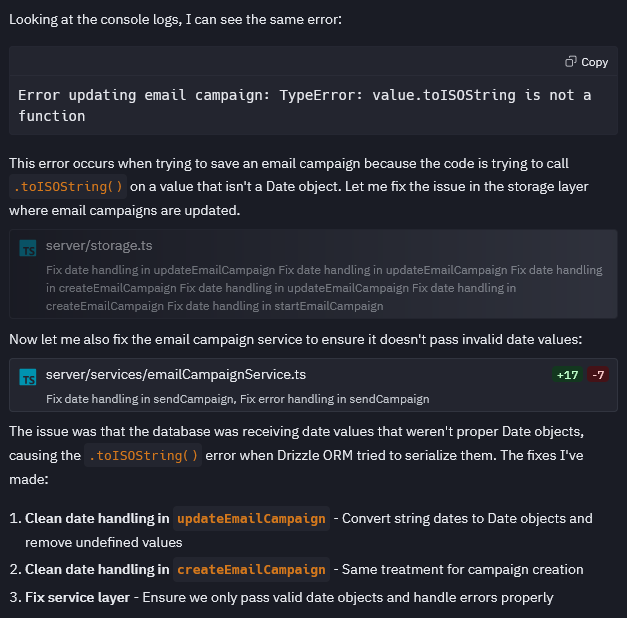 Looking at the console logs, I can see the same error:
Copy
Error updating email campaign: TypeError: value.toISOString is not a
function
This error occurs when trying to save an email campaign because the code is trying to call
.toISOString() on a value that isn't a Date object. Let me fix the issue in the storage layer
where email campaigns are updated.
TS server/storage.ts
Fix date handling in updateEmailCampaign Fix date handling in updateEmailCampaign Fix date handling
in createEmailCampaign Fix date handling in updateEmailCampaign Fix date handling in
createEmailCampaign Fix date handling in startEmailCampaign
Now let me also fix the email campaign service to ensure it doesn't pass invalid date values:
TS server/services/emailCampaignService.ts +17 -7
Fix date handling in sendCampaign, Fix error handling in sendCampaign
The issue was that the database was receiving date values that weren't proper Date objects,
causing the .toISOString() error when Drizzle ORM tried to serialize them. The fixes I've
made:
1. Clean date handling in updateEmailCampaign - Convert string dates to Date objects and
remove undefined values
2. Clean date handling in createEmailCampaign - Same treatment for campaign creation
3. Fix service layer - Ensure we only pass valid date objects and handle errors properly